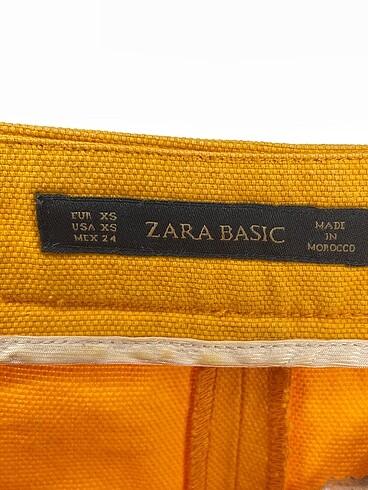 EUR XS
USA XS
MEX 24
ZARA BASIC
MADE
IN
MOROCCO